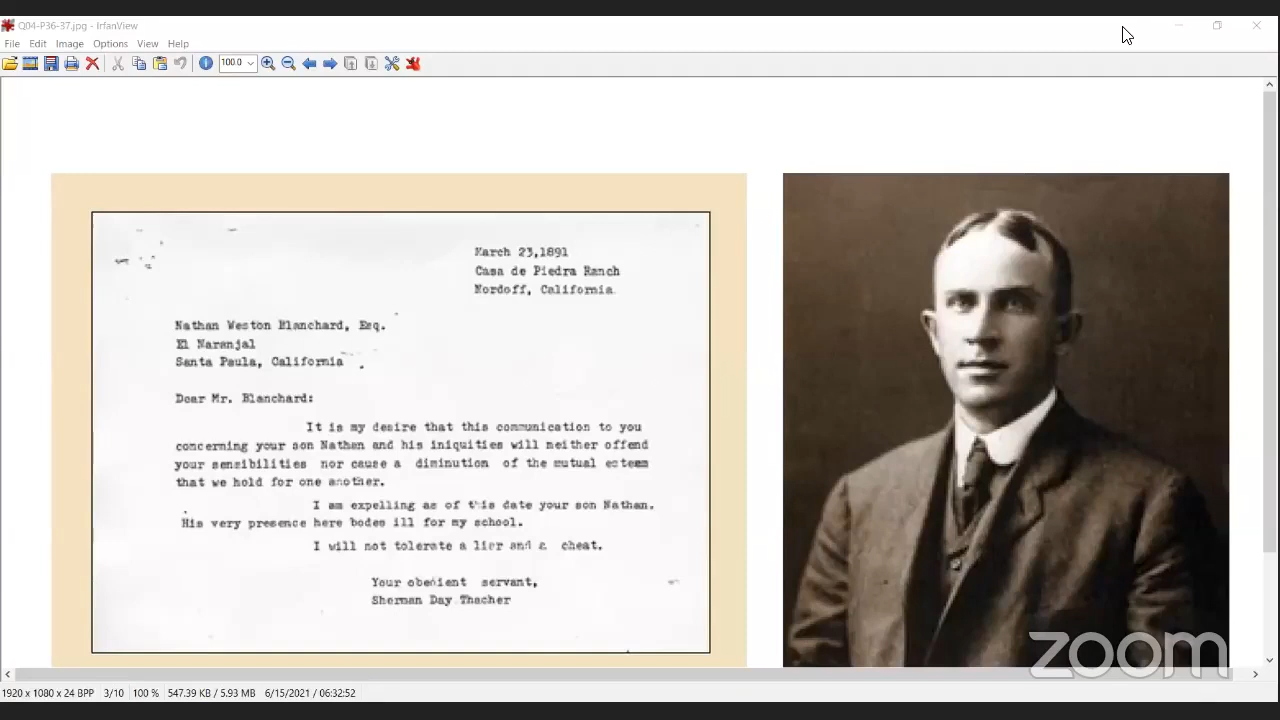 Q04-P36-37.jpg - IrfanView
File Edit Image Options View Help
100.0
March 23,1891
Casa de Piedra Ranch
Nordoff, California
Nathan Weston Blanchard, Esq.
El Naranjal
Santa Paula, California
Dear Mr. Blanchard:
It is my desire that this communication to you
concerning your son Nathan and his iniquities will neither offend
your sensibilities nor cause a diminution of the mutual esteem
that we hold for one another.
I am expelling as of this date your son Nathan.
His very presence here bodes ill for my school.
I will not tolerate a lier and a cheat.
Your obedient servant,
Sherman Day Thacher
zoom
1920 x 1080 x 24 BPP 3/10 100 % 547.39 KB / 5.93 MB 6/15/2021 / 06:32:52